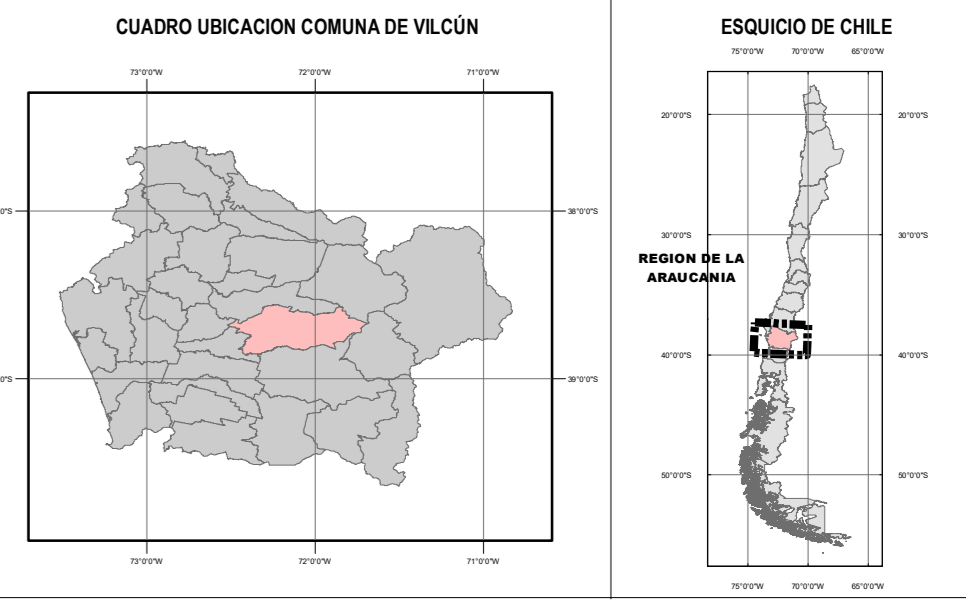 CUADRO UBICACION COMUNA DE VILCÚN
73°0'0"W 72°0'0"W 71°0'0"W
0"S 38°0'0"S
0"S 39°0'0"S
73°0'0"W 72°0'0"W 71°0'0"W
ESQUICIO DE CHILE
75°0'0"W 70°0'0"W 65°0'0"W
20°0'0"S 20°0'0"S
30°0'0"S 30°0'0"S
REGION DE LA
ARAUCANIA
40°0'0"S 40°0'0"S
50°0'0"S 50°0'0"S
75°0'0"W 70°0'0"W 65°0'0"W